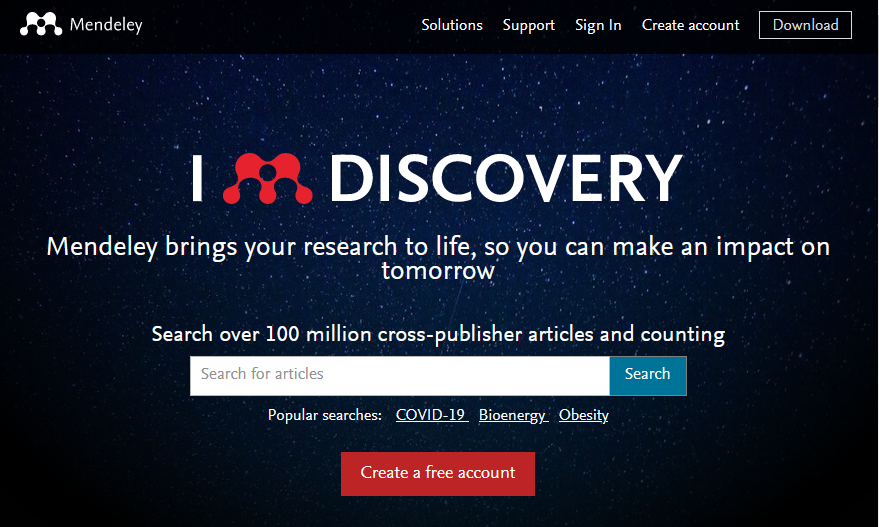 Mendeley
Solutions Support Sign In Create account Download
I DISCOVERY
Mendeley brings your research to life, so you can make an impact on
tomorrow
Search over 100 million cross-publisher articles and counting
Search for articles Search
Popular searches: COVID-19 Bioenergy Obesity
Create a free account